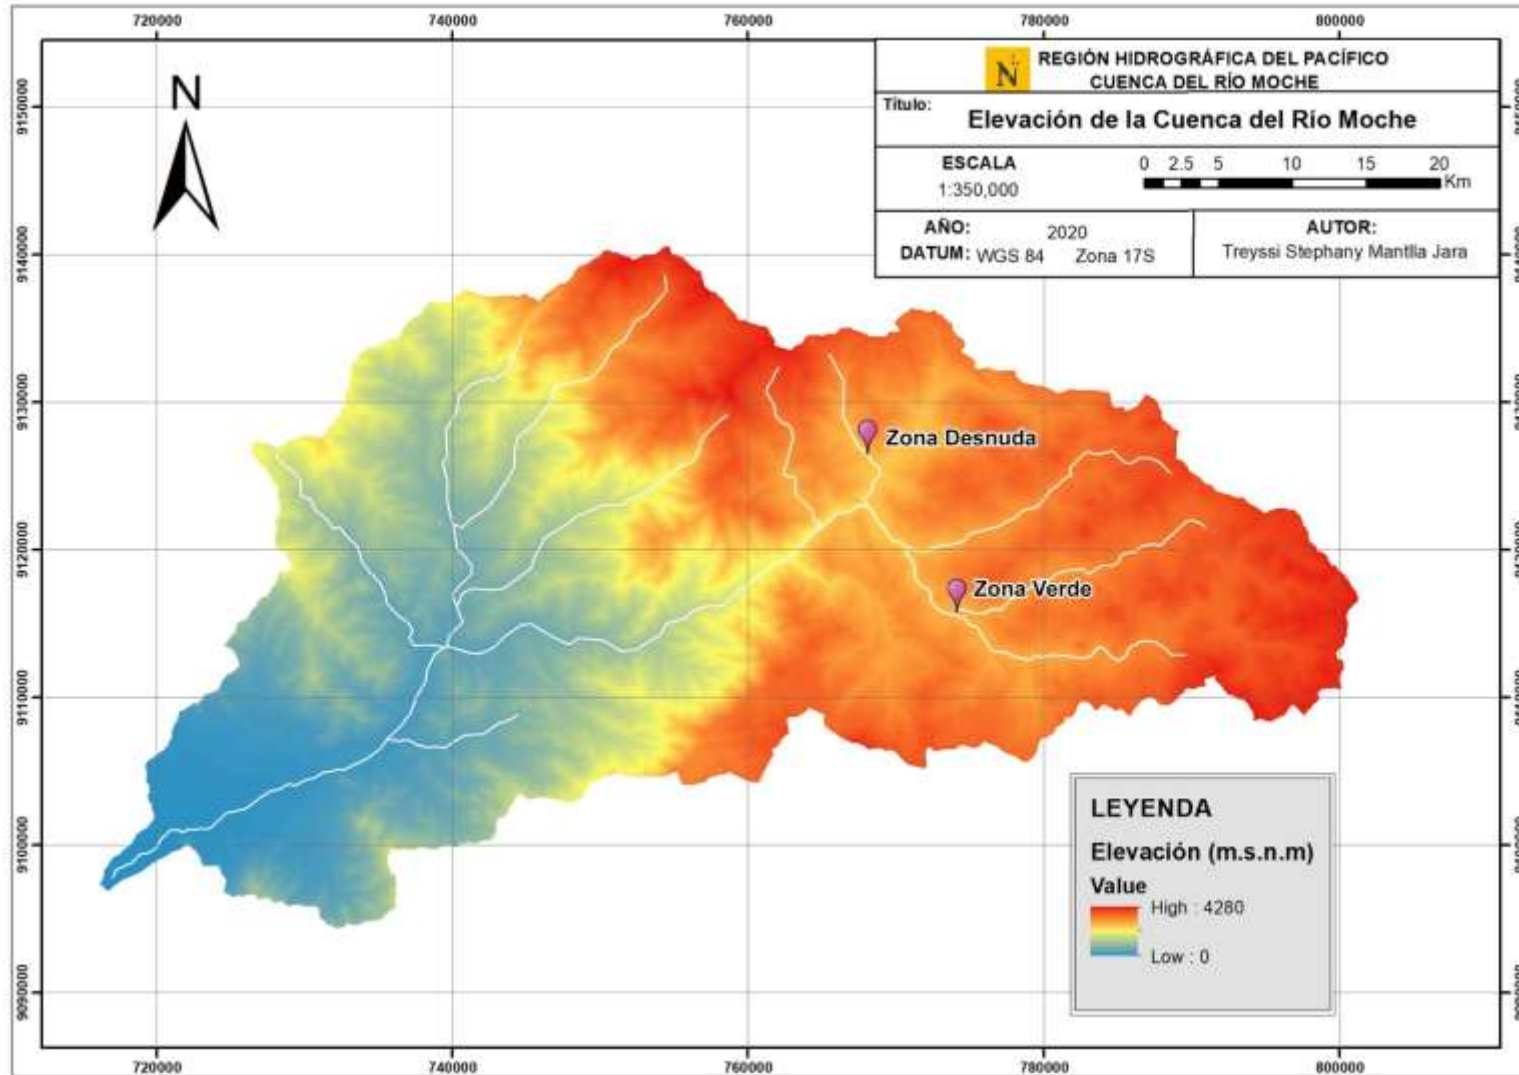 720000
740000
760000
780000
800000
N
N
REGIÓN HIDROGRÁFICA DEL PACÍFICO
CUENCA DEL RÍO MOCHE
Título:
Elevación de la Cuenca del Río Moche
ESCALA
1:350,000
0 2.5 5 10 15 20
Km
AÑO: 2020
DATUM: WGS 84 Zona 17S
AUTOR:
Treyssi Stephany Mantlla Jara
9150000
9140000
9130000
9120000
9110000
9100000
9090000
Zona Desnuda
Zona Verde
LEYENDA
Elevación (m.s.n.m)
Value
High : 4280
Low : 0
720000
740000
760000
780000
800000